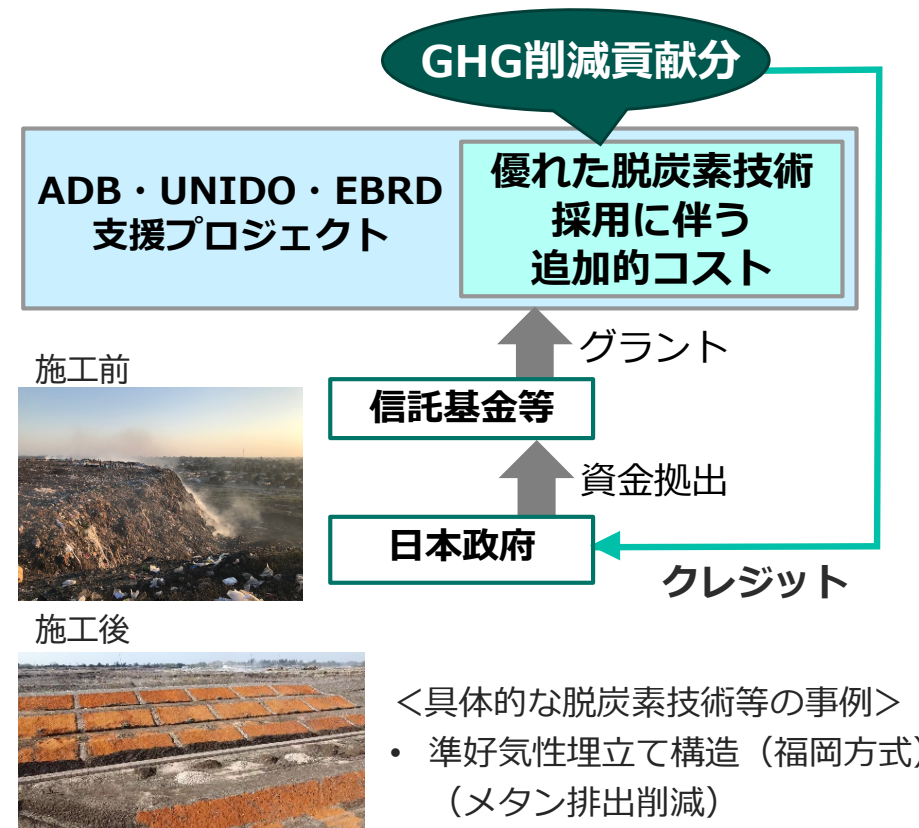 GHG削減貢献分
ADB・UNIDO・EBRD
支援プロジェクト
優れた脱炭素技術
採用に伴う
追加的コスト
グラント
施工前
信託基金等
資金拠出
日本政府
クレジット
施工後
＜具体的な脱炭素技術等の事例＞
• 準好気性埋立て構造（福岡方式）
（メタン排出削減）